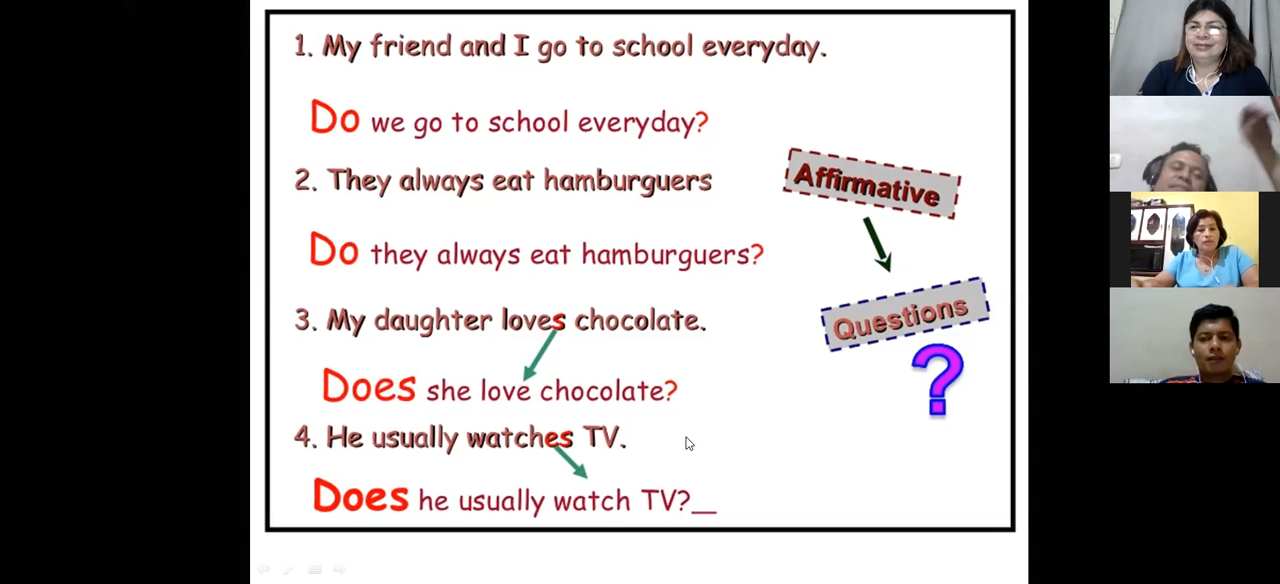 1. My friend and I go to school everyday.
Do we go to school everyday?
2. They always eat hamburguers
Do they always eat hamburguers?
3. My daughter loves chocolate.
Does she love chocolate?
4. He usually watches TV.
Does he usually watch TV?__
Affirmative
Questions
?